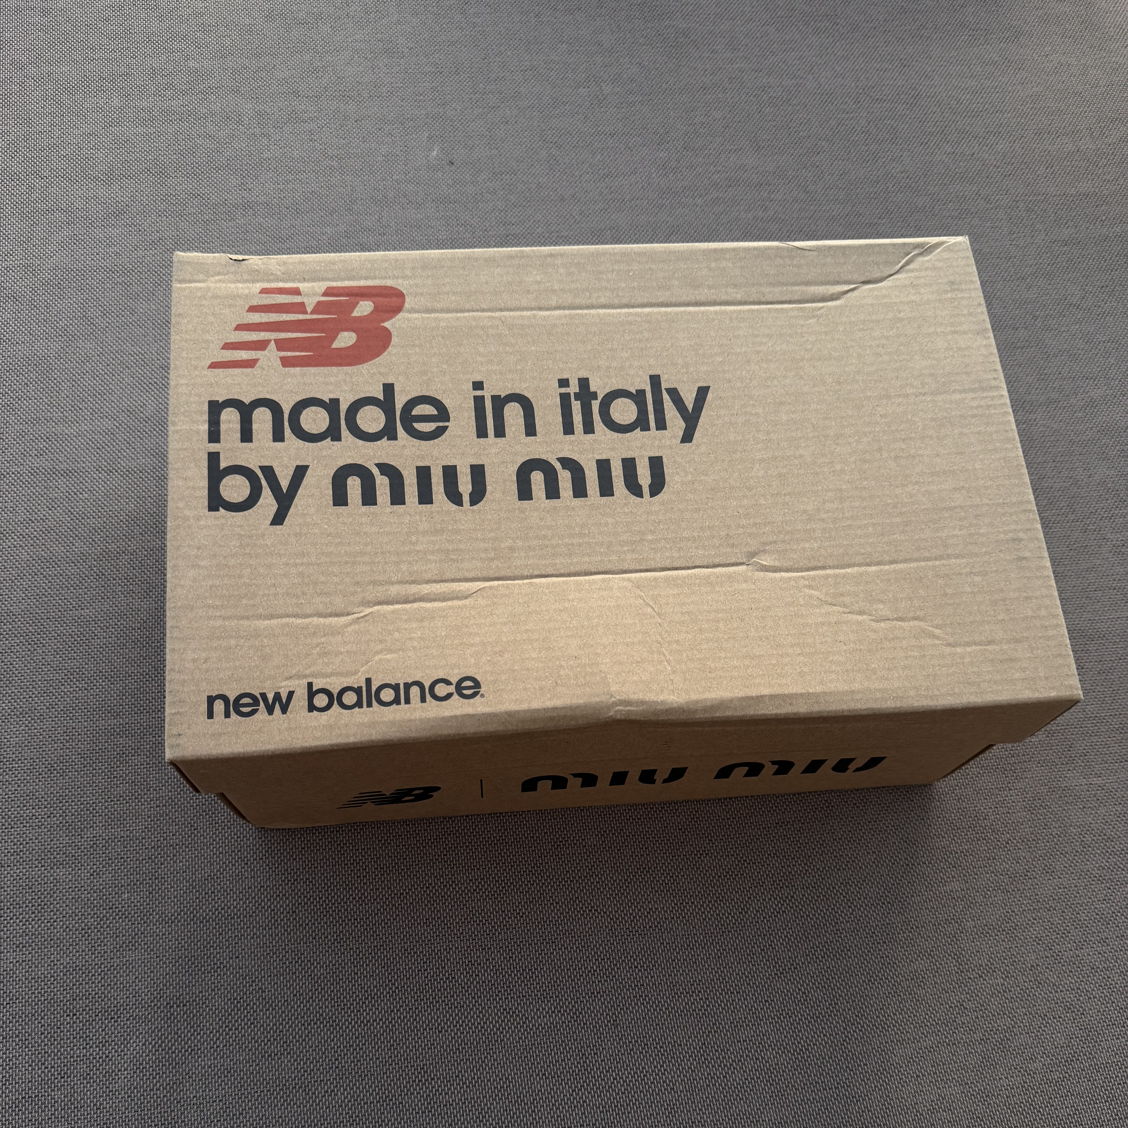 NB
made in italy
by miu miu
new balance
NB | miu miu